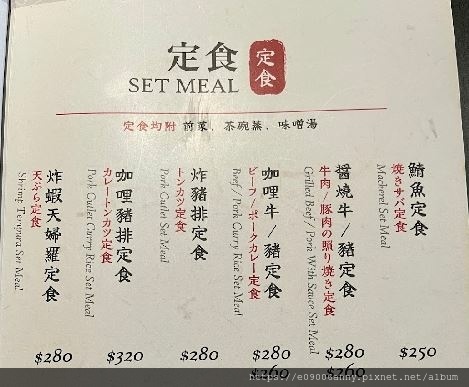 定食
定食
SET MEAL
定食均附 前菜、茶碗蒸、味噌湯
鯖魚定食
焼きサバ定食
Mackerel Set Meal
$250
醬燒牛/豬定食
牛肉/豚肉の照り焼き定食
Grilled Beef / Pork With Sauce Set Meal
$280
$260
咖哩牛/豬定食
ビーフ/ポークカレー定食
Beef / Pork Curry Rice Set Meal
$280
$260
炸豬排定食
トンカツ定食
Pork Cutlet Set Meal
$280
咖哩豬排定食
カレートンカツ定食
Pork Cutlet Curry Rice Set Meal
$320
炸蝦天婦羅定食
天ぷら定食
Shrimp Tempura Set Meal
$280
https://e09006anny.pixnet.net/album